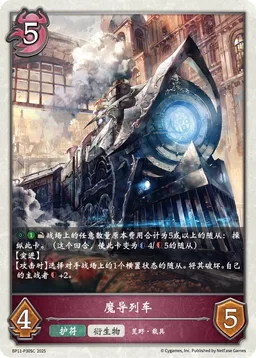 5
战场上的任意数量原本费用合计为5或以上的随从:操
纵此卡。(这个回合,使此卡变为4/5的随从)
【突进】
【攻击时】选择对手战场上的1个横置状态的随从。将其破坏。自己
的主战者+2。
魔导列车
4
护符 衍生物 荒野·载具
5
BP11-P30SC 2025
© Cygames, Inc. Published by NetEase Games